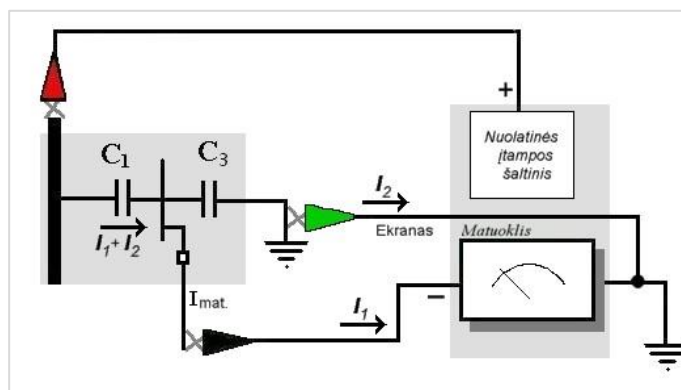 +
Nuolatinės
įtampos
šaltinis
C1
C3
I1+ I2
I2
Ekranas
Matuoklis
Imat.
I1
−